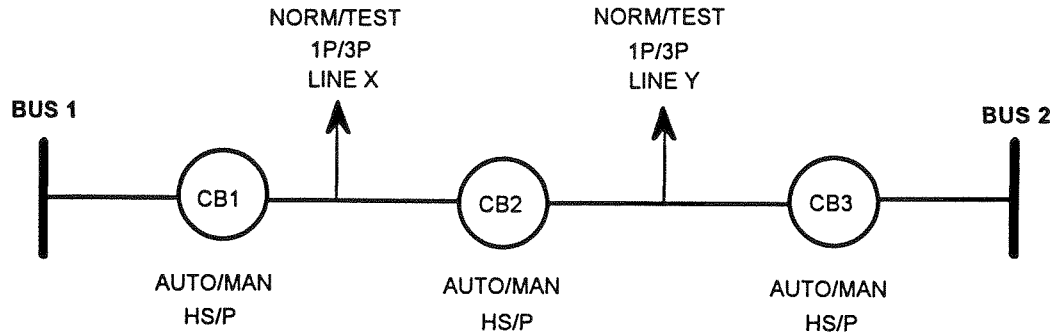 NORM/TEST
1P/3P
LINE X
NORM/TEST
1P/3P
LINE Y
BUS 1
BUS 2
CB1
CB2
CB3
AUTO/MAN
HS/P
AUTO/MAN
HS/P
AUTO/MAN
HS/P